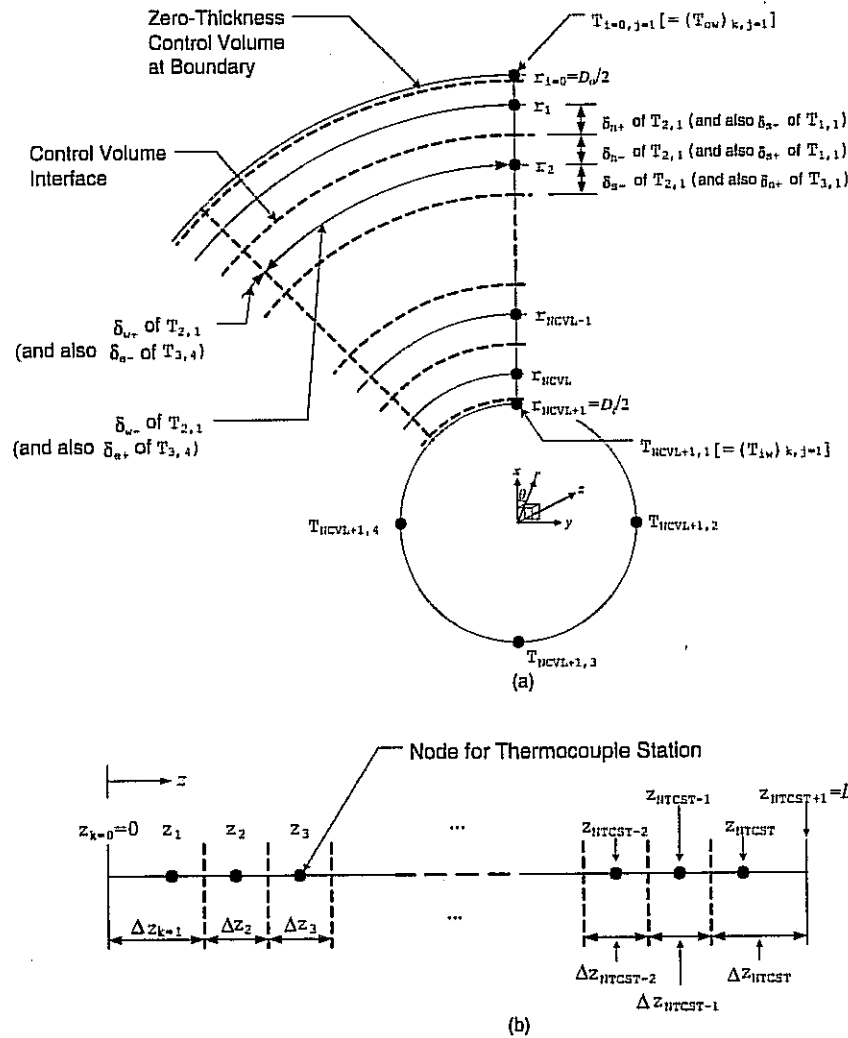 Zero-Thickness
Control Volume
at Boundary
T_{i=0,j=1}[=(T_{ow})_{k,j=1}]
r_{i=0}=D_o/2
r_1
δ_{n+} of T_{2,1} (and also δ_{s-} of T_{1,1})
Control Volume
Interface
δ_{n-} of T_{2,1} (and also δ_{s+} of T_{1,1})
r_2
δ_{s-} of T_{2,1} (and also δ_{n+} of T_{3,1})
r_{NCVL-1}
δ_{w+} of T_{2,1}
(and also δ_{e-} of T_{3,4})
r_{NCVL}
r_{NCVL+1}=D_i/2
δ_{w-} of T_{2,1}
(and also δ_{e+} of T_{3,4})
T_{NCVL+1,1}[=(T_{iw})_{k,j=1}]
x
r
θ
z
y
T_{NCVL+1,4}
T_{NCVL+1,2}
T_{NCVL+1,3}
(a)
Node for Thermocouple Station
z
z_{k=0}=0
z_1
z_2
z_3
...
z_{NTCST-2}
z_{NTCST-1}
z_{NTCST}
z_{NTCST+1}=L
Δz_{k=1}
Δz_2
Δz_3
...
Δz_{NTCST-2}
Δz_{NTCST-1}
Δz_{NTCST}
(b)